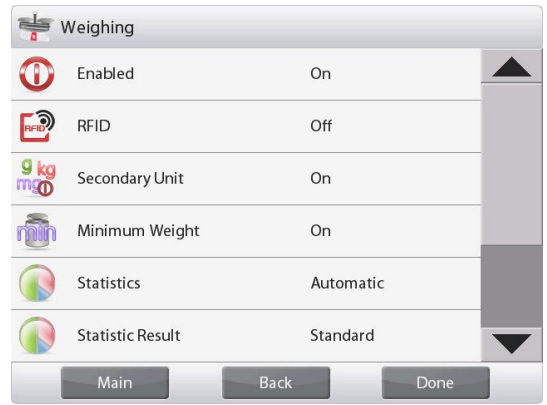 Weighing
Enabled On
RFID
RFID Off
g kg
mg
Secondary Unit On
min
Minimum Weight On
Statistics Automatic
Statistic Result Standard
Main Back Done